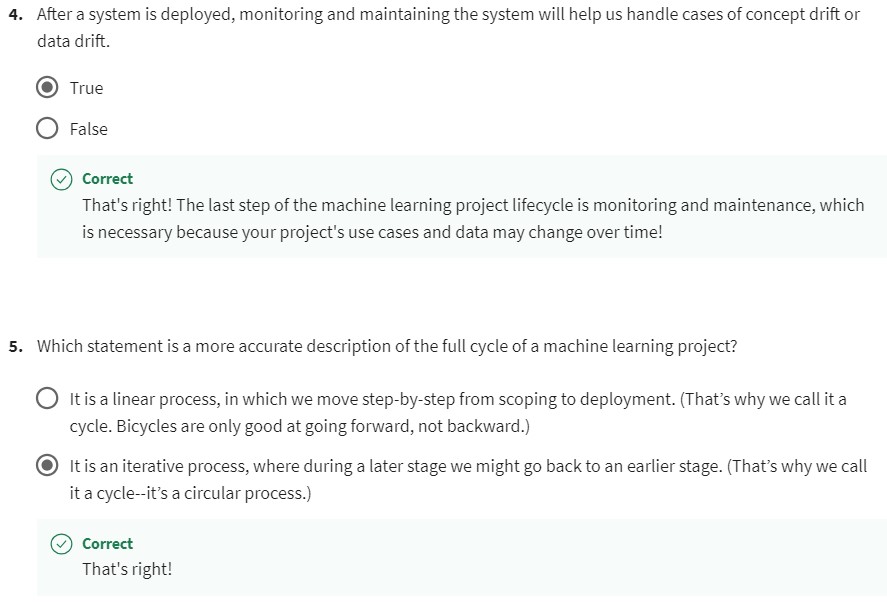 4. After a system is deployed, monitoring and maintaining the system will help us handle cases of concept drift or
data drift.
True
False
Correct
That's right! The last step of the machine learning project lifecycle is monitoring and maintenance, which
is necessary because your project's use cases and data may change over time!
5. Which statement is a more accurate description of the full cycle of a machine learning project?
It is a linear process, in which we move step-by-step from scoping to deployment. (That’s why we call it a
cycle. Bicycles are only good at going forward, not backward.)
It is an iterative process, where during a later stage we might go back to an earlier stage. (That’s why we call
it a cycle--it’s a circular process.)
Correct
That's right!